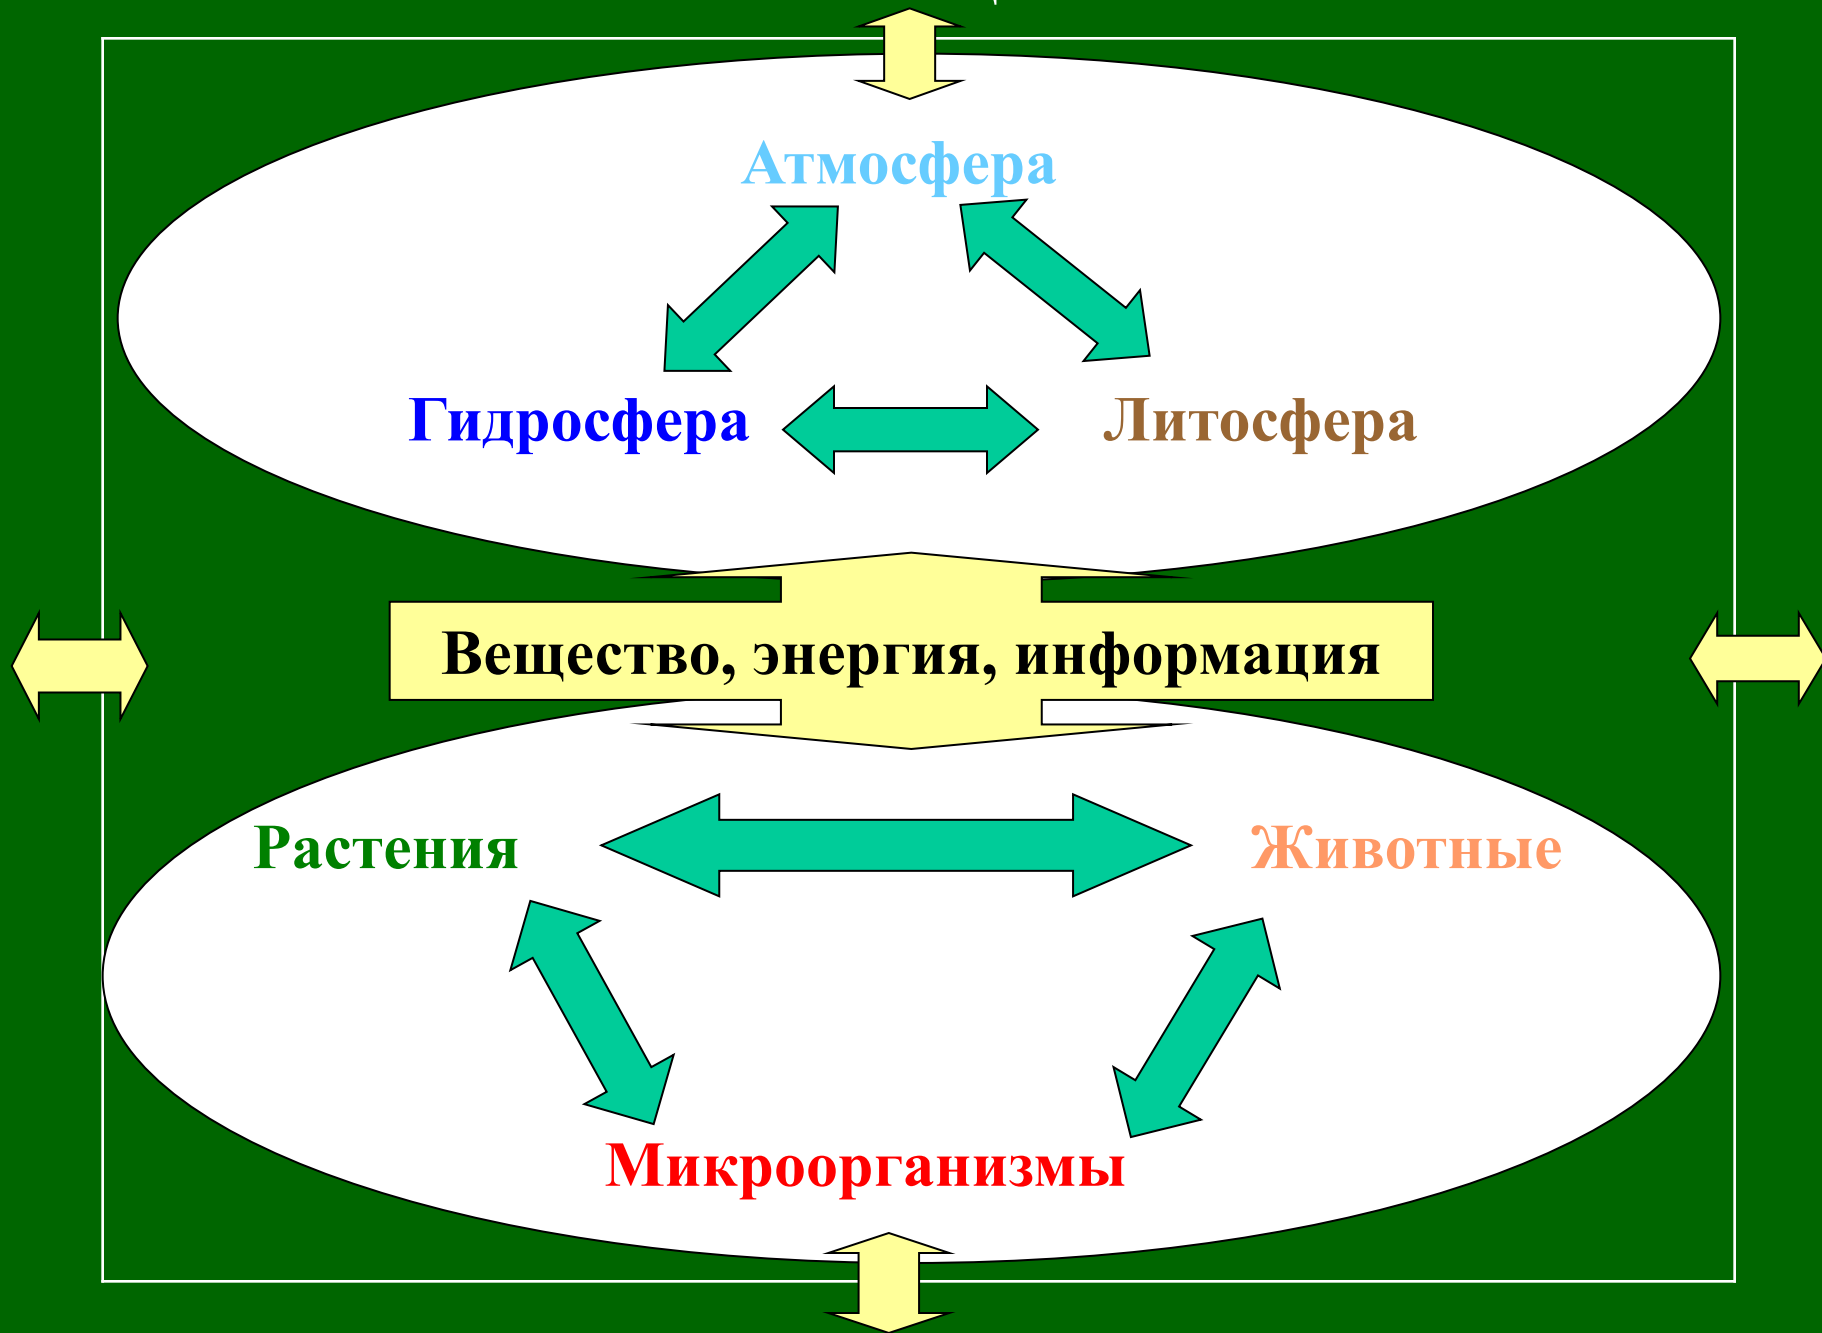 Атмосфера
Гидросфера Литосфера
Вещество, энергия, информация
Растения Животные
Микроорганизмы